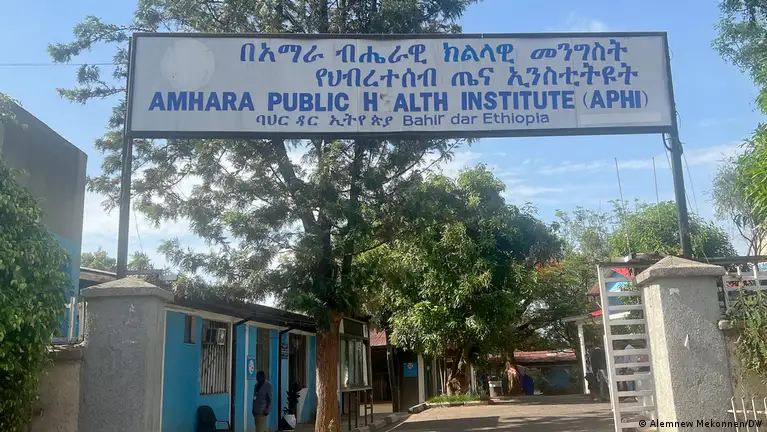 በአማራ ብሔራዊ ክልላዊ መንግስት
የህብረተሰብ ጤና ኢንስቲትዩት
AMHARA PUBLIC H ALTH INSTITUTE (APHI)
ባህር ዳር ኢትዮጵያ Bahir dar Ethiopia
© Alemnew Mekonnen/DW